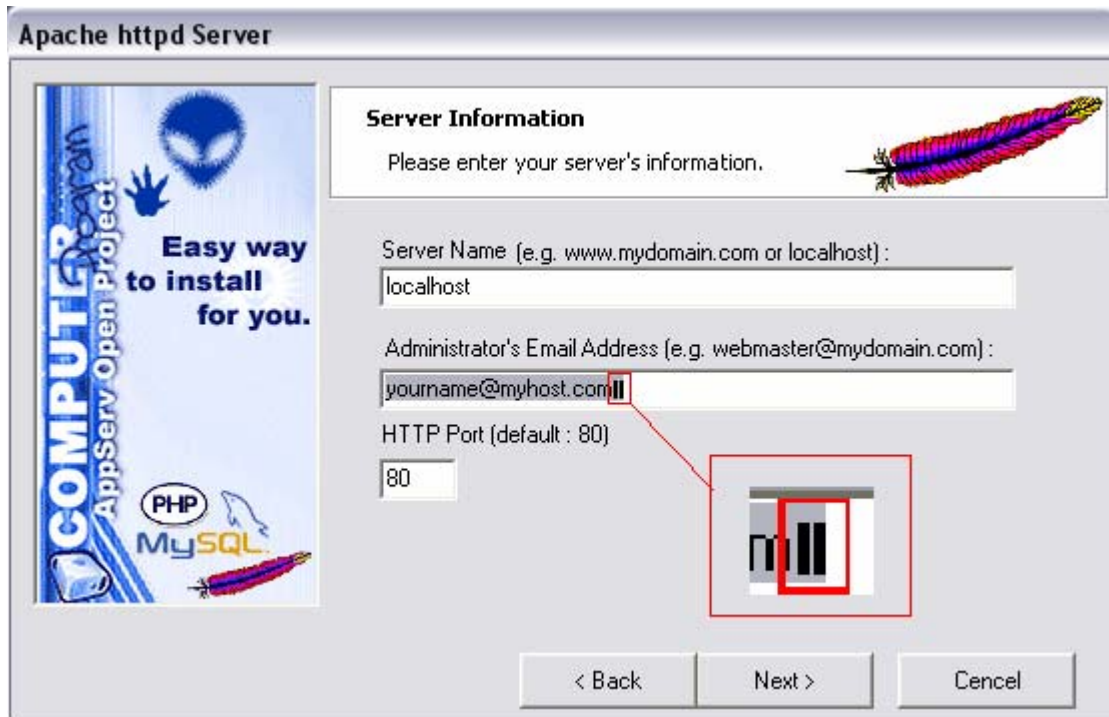 Apache httpd Server
COMPUTER
Program
AppServ Open Project
Easy way
to install
for you.
PHP
MySQL
Server Information
Please enter your server's information.
Server Name (e.g. www.mydomain.com or localhost) :
localhost
Administrator's Email Address (e.g. webmaster@mydomain.com) :
yourname@myhost.com||
HTTP Port (default : 80)
80
m||
< Back
Next >
Cencel